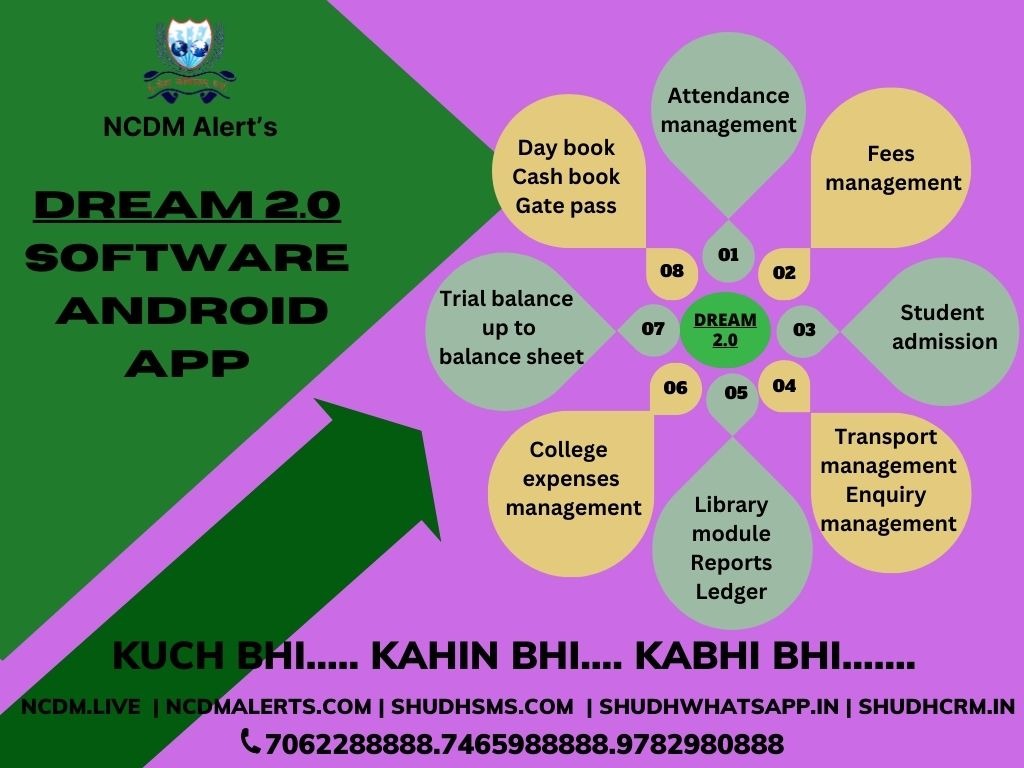 NCDM Alert's
DREAM 2.0
SOFTWARE
ANDROID
APP
Attendance
management
01
Fees
management
02
Student
admission
03
Transport
management
Enquiry
management
04
Library
module
Reports
Ledger
05
College
expenses
management
06
Trial balance
up to
balance sheet
07
Day book
Cash book
Gate pass
08
DREAM
2.0
KUCH BHI..... KAHIN BHI.... KABHI BHI.......
NCDM.LIVE | NCDMALERTS.COM | SHUDHSMS.COM | SHUDHWHATSAPP.IN | SHUDHCRM.IN
7062288888.7465988888.9782980888